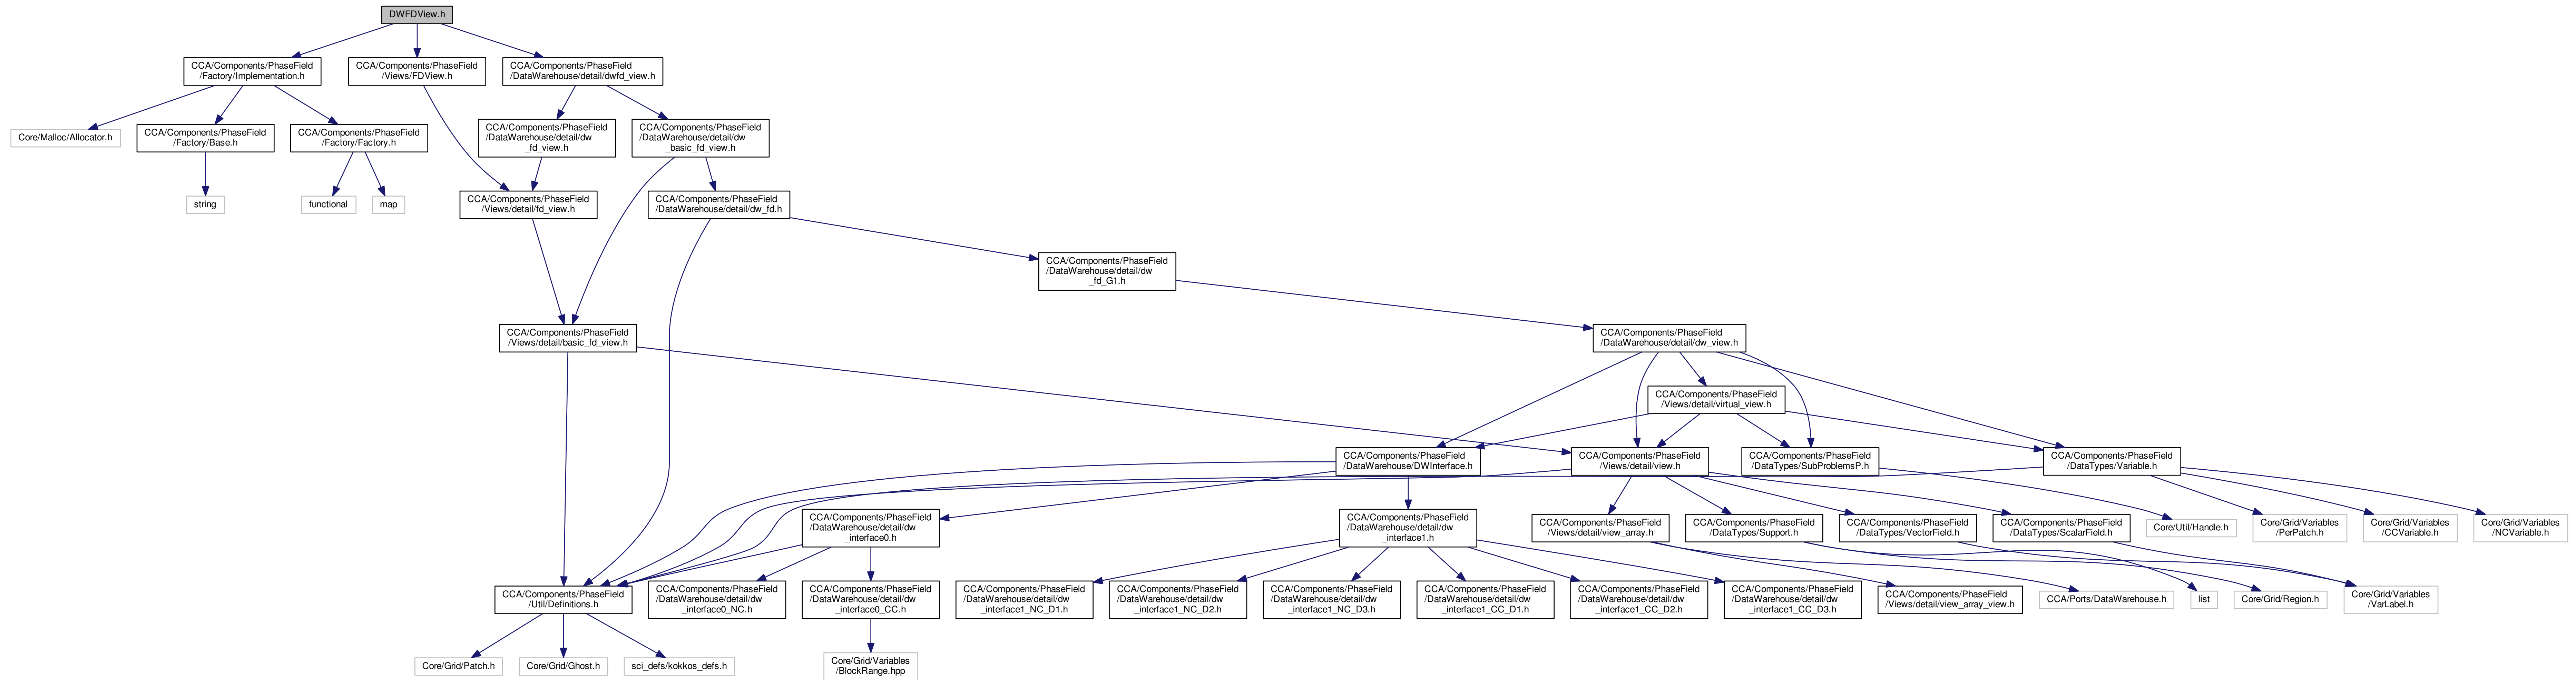 DWFDView.h
CCA/Components/PhaseField
/Factory/Implementation.h
CCA/Components/PhaseField
/Views/FDView.h
CCA/Components/PhaseField
/DataWarehouse/detail/dwfd_view.h
Core/Malloc/Allocator.h
CCA/Components/PhaseField
/Factory/Base.h
CCA/Components/PhaseField
/Factory/Factory.h
CCA/Components/PhaseField
/DataWarehouse/detail/dw
_fd_view.h
CCA/Components/PhaseField
/DataWarehouse/detail/dw
_basic_fd_view.h
string
functional
map
CCA/Components/PhaseField
/Views/detail/fd_view.h
CCA/Components/PhaseField
/DataWarehouse/detail/dw_fd.h
CCA/Components/PhaseField
/DataWarehouse/detail/dw
_fd_G1.h
CCA/Components/PhaseField
/Views/detail/basic_fd_view.h
CCA/Components/PhaseField
/DataWarehouse/detail/dw_view.h
CCA/Components/PhaseField
/Views/detail/virtual_view.h
CCA/Components/PhaseField
/DataWarehouse/DWInterface.h
CCA/Components/PhaseField
/Views/detail/view.h
CCA/Components/PhaseField
/DataTypes/SubProblemsP.h
CCA/Components/PhaseField
/DataTypes/Variable.h
CCA/Components/PhaseField
/DataWarehouse/detail/dw
_interface0.h
CCA/Components/PhaseField
/DataWarehouse/detail/dw
_interface1.h
CCA/Components/PhaseField
/Views/detail/view_array.h
CCA/Components/PhaseField
/DataTypes/Support.h
CCA/Components/PhaseField
/DataTypes/VectorField.h
CCA/Components/PhaseField
/DataTypes/ScalarField.h
Core/Util/Handle.h
Core/Grid/Variables
/PerPatch.h
Core/Grid/Variables
/CCVariable.h
Core/Grid/Variables
/NCVariable.h
CCA/Components/PhaseField
/Util/Definitions.h
CCA/Components/PhaseField
/DataWarehouse/detail/dw
_interface0_NC.h
CCA/Components/PhaseField
/DataWarehouse/detail/dw
_interface0_CC.h
CCA/Components/PhaseField
/DataWarehouse/detail/dw
_interface1_NC_D1.h
CCA/Components/PhaseField
/DataWarehouse/detail/dw
_interface1_NC_D2.h
CCA/Components/PhaseField
/DataWarehouse/detail/dw
_interface1_NC_D3.h
CCA/Components/PhaseField
/DataWarehouse/detail/dw
_interface1_CC_D1.h
CCA/Components/PhaseField
/DataWarehouse/detail/dw
_interface1_CC_D2.h
CCA/Components/PhaseField
/DataWarehouse/detail/dw
_interface1_CC_D3.h
CCA/Components/PhaseField
/Views/detail/view_array_view.h
CCA/Ports/DataWarehouse.h
list
Core/Grid/Region.h
Core/Grid/Variables
/VarLabel.h
Core/Grid/Patch.h
Core/Grid/Ghost.h
sci_defs/kokkos_defs.h
Core/Grid/Variables
/BlockRange.hpp